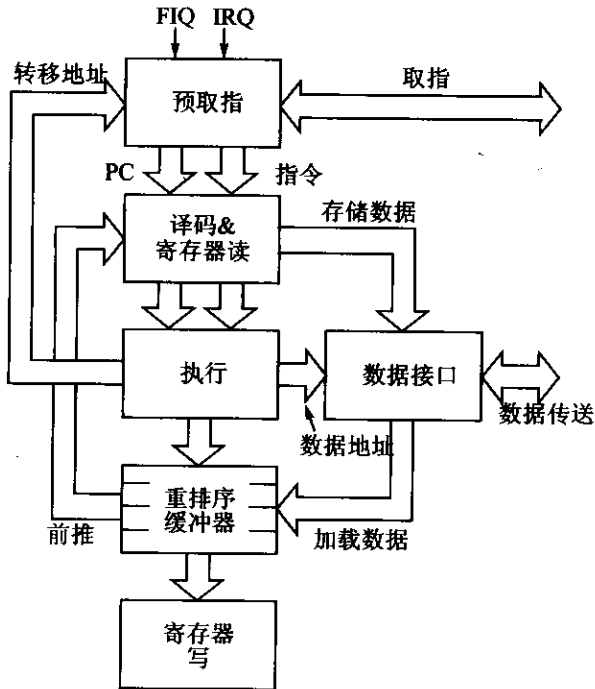 FIQ IRQ
转移地址
预取指
取指
PC
指令
译码&
寄存器读
存储数据
执行
数据接口
数据传送
数据地址
重排序
缓冲器
前推
加载数据
寄存器
写